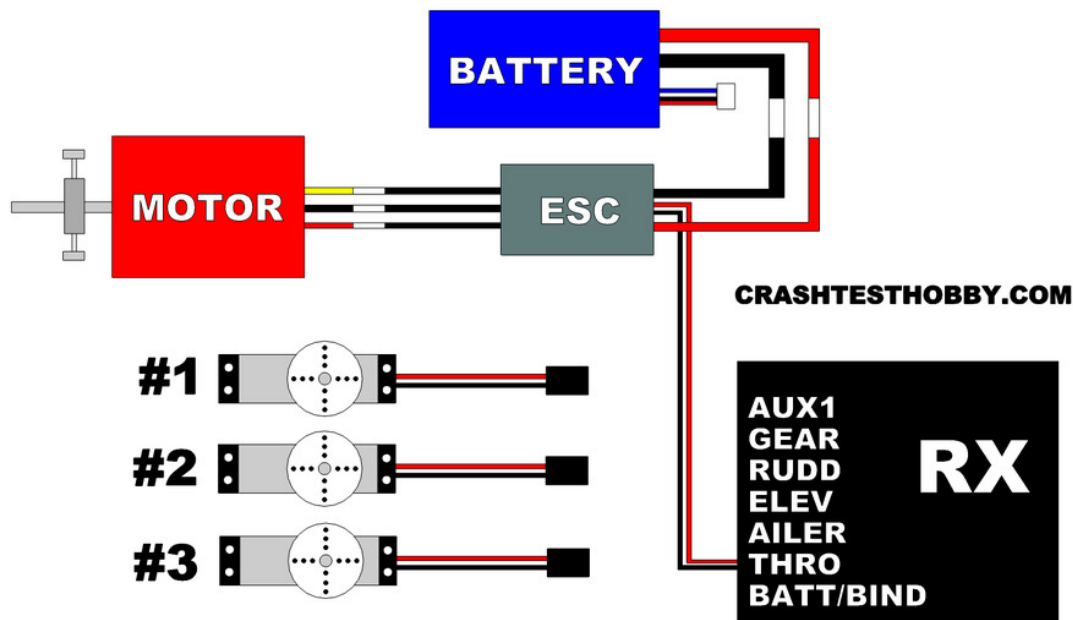 BATTERY
MOTOR
ESC
CRASHTESTHOBBY.COM
#1
#2
#3
AUX1
GEAR
RUDD
ELEV
AILER
THRO
BATT/BIND
RX